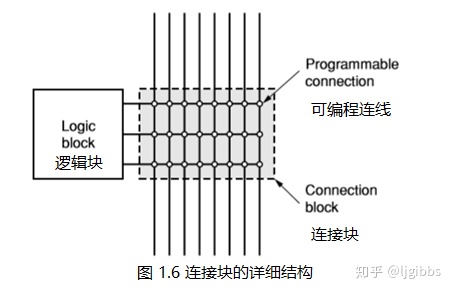 Programmable
connection
可编程连线
Logic
block
逻辑块
Connection
block
连接块
图 1.6 连接块的详细结构
知乎 @ljgibbs